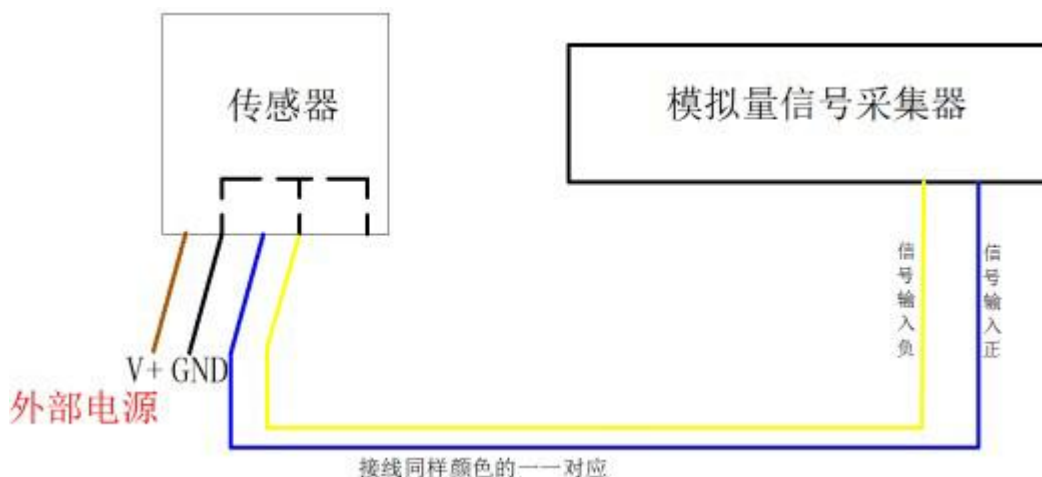 传感器
模拟量信号采集器
信号输入负
信号输入正
V+ GND
外部电源
接线同样颜色的一一对应